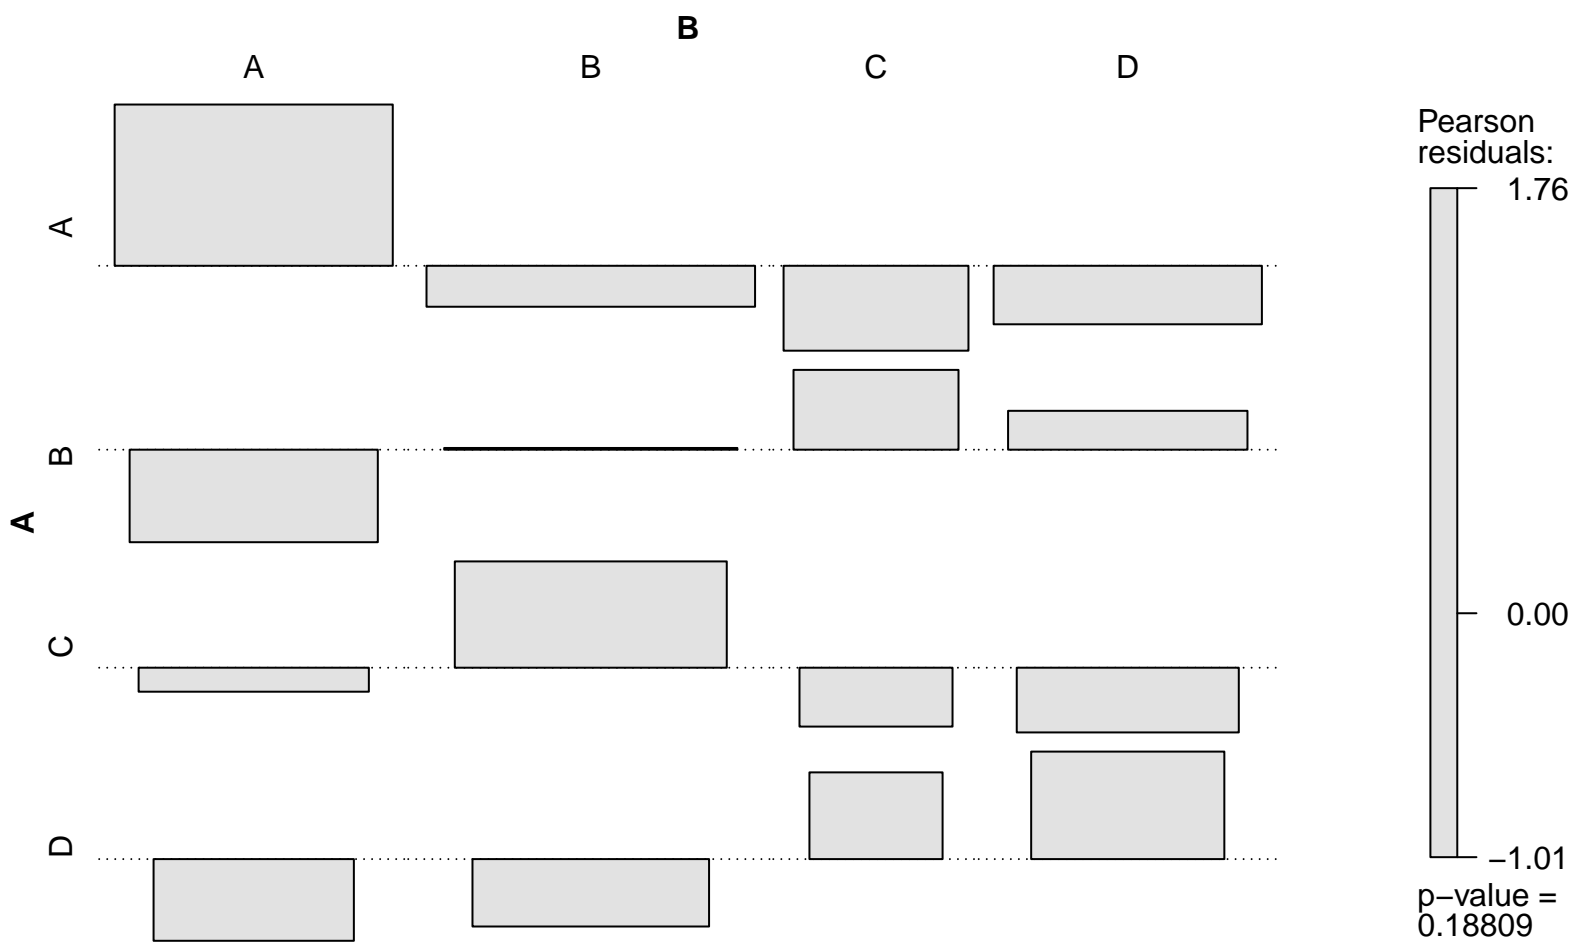 B
A B C D
Pearson
residuals:
1.76
0.00
−1.01
p−value =
0.18809
A
B
C
D
A